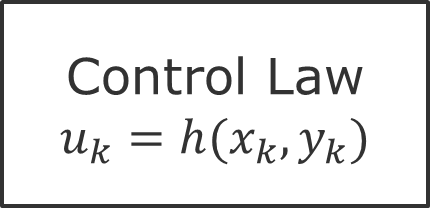 Control Law
u_k = h(x_k, y_k)